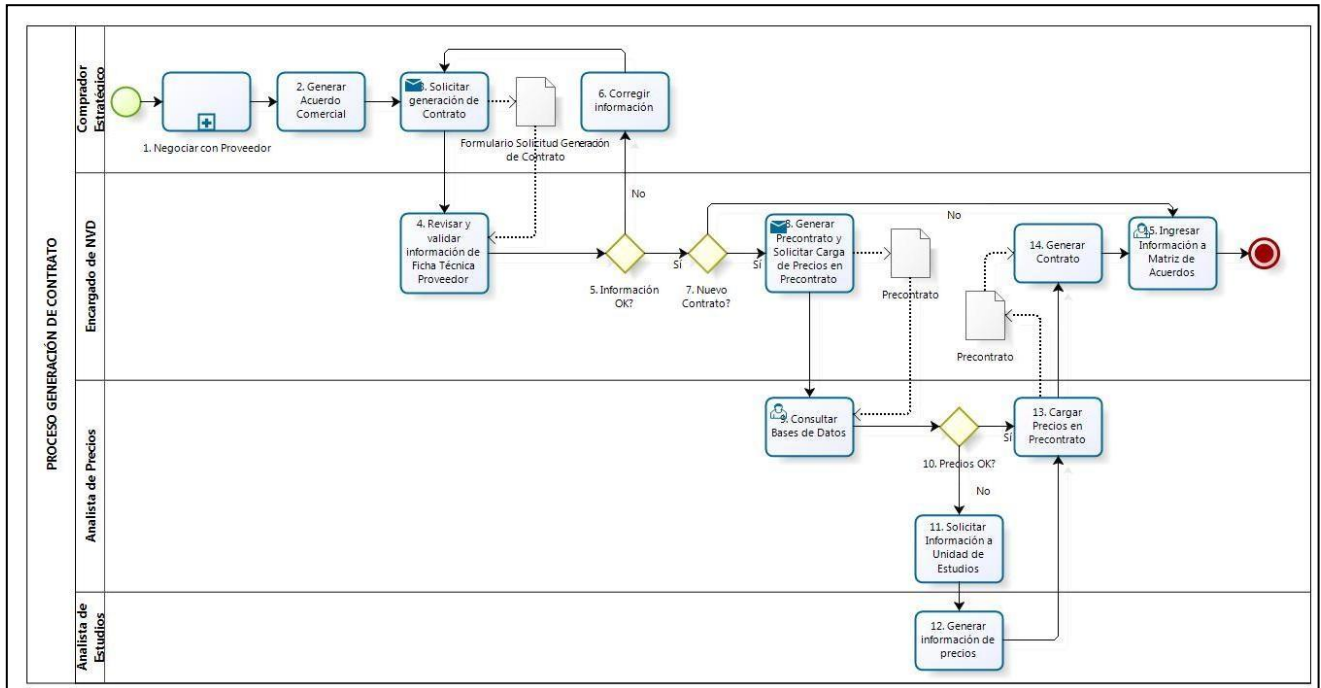 PROCESO GENERACIÓN DE CONTRATO
Comprador
Estratégico
1. Negociar con Proveedor
2. Generar
Acuerdo
Comercial
3. Solicitar
generación de
Contrato
Formulario Solicitud Generación
de Contrato
6. Corregir
información
Encargado de NVD
4. Revisar y
validar
información de
Ficha Técnica
Proveedor
No
5. Información
OK?
Sí
7. Nuevo
Contrato?
Sí
No
8. Generar
Precontrato y
Solicitar Carga
de Precios en
Precontrato
Precontrato
Precontrato
14. Generar
Contrato
15. Ingresar
Información a
Matriz de
Acuerdos
Analista de Precios
9. Consultar
Bases de Datos
10. Precios OK?
Sí
No
13. Cargar
Precios en
Precontrato
11. Solicitar
Información a
Unidad de
Estudios
Analista de
Estudios
12. Generar
información de
precios